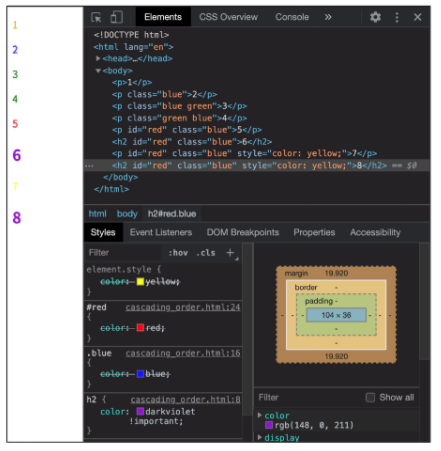 1
2
3
4
5
6
7
8
Elements CSS Overview Console »
<!DOCTYPE html>
<html lang="en">
<head>…</head>
<body>
<p>1</p>
<p class="blue">2</p>
<p class="blue green">3</p>
<p class="green blue">4</p>
<p id="red" class="blue">5</p>
<h2 id="red" class="blue">6</h2>
<p id="red" class="blue" style="color: yellow;">7</p>
… <h2 id="red" class="blue" style="color: yellow;">8</h2> == $0
</body>
</html>
html body h2#red.blue
Styles Event Listeners DOM Breakpoints Properties Accessibility
Filter :hov .cls +
element.style {
color: yellow;
}
#red cascading_order.html:24
{
color: red;
}
.blue cascading_order.html:16
{
color: blue;
}
h2 { cascading_order.html:8
color: darkviolet
!important;
}
margin 19.920
border -
padding -
- - - 104 × 36 - - -
-
-
19.920
Filter Show all
color
rgb(148, 0, 211)
display